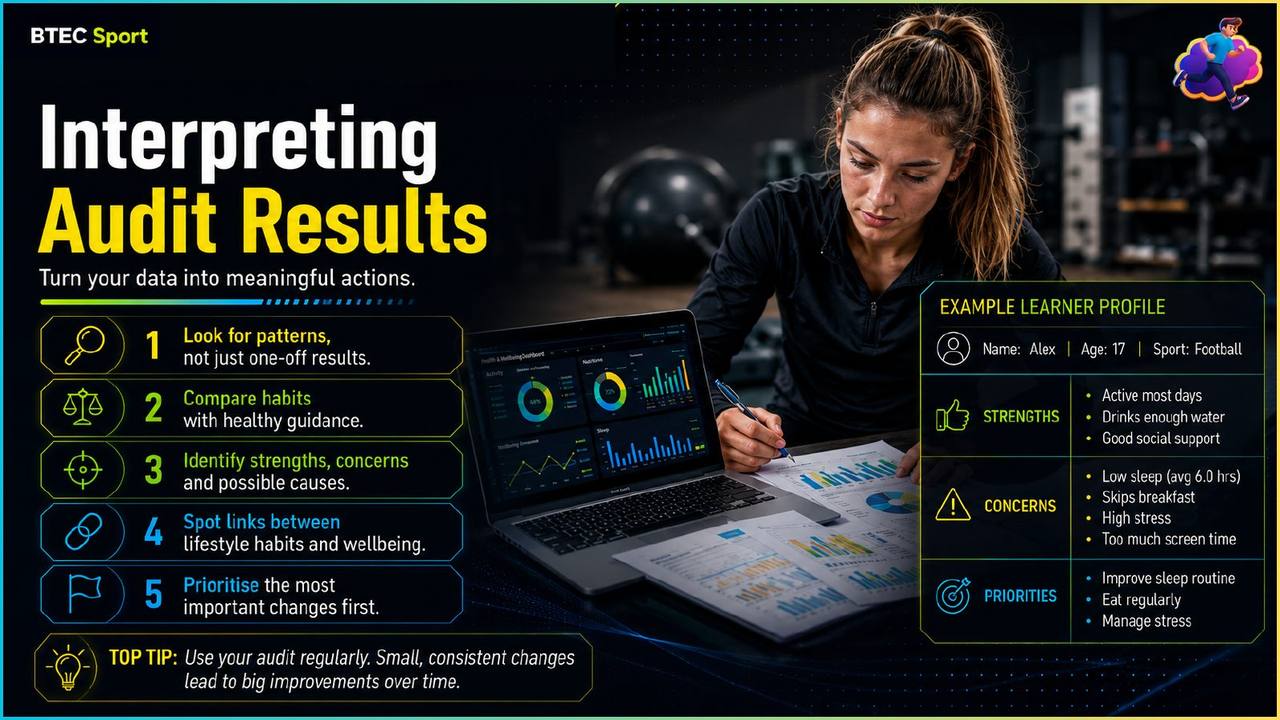 BTEC Sport
Interpreting
Audit Results
Turn your data into meaningful actions.
1
Look for patterns,
not just one-off results.
2
Compare habits
with healthy guidance.
3
Identify strengths, concerns
and possible causes.
4
Spot links between
lifestyle habits and wellbeing.
5
Prioritise the most
important changes first.
TOP TIP: Use your audit regularly. Small, consistent changes
lead to big improvements over time.
Health & Wellbeing Dashboard
Activity
Sleep
EXAMPLE LEARNER PROFILE
Name: Alex | Age: 17 | Sport: Football
STRENGTHS
• Active most days
• Drinks enough water
• Good social support
CONCERNS
• Low sleep (avg 6.0 hrs)
• Skips breakfast
• High stress
• Too much screen time
PRIORITIES
• Improve sleep routine
• Eat regularly
• Manage stress